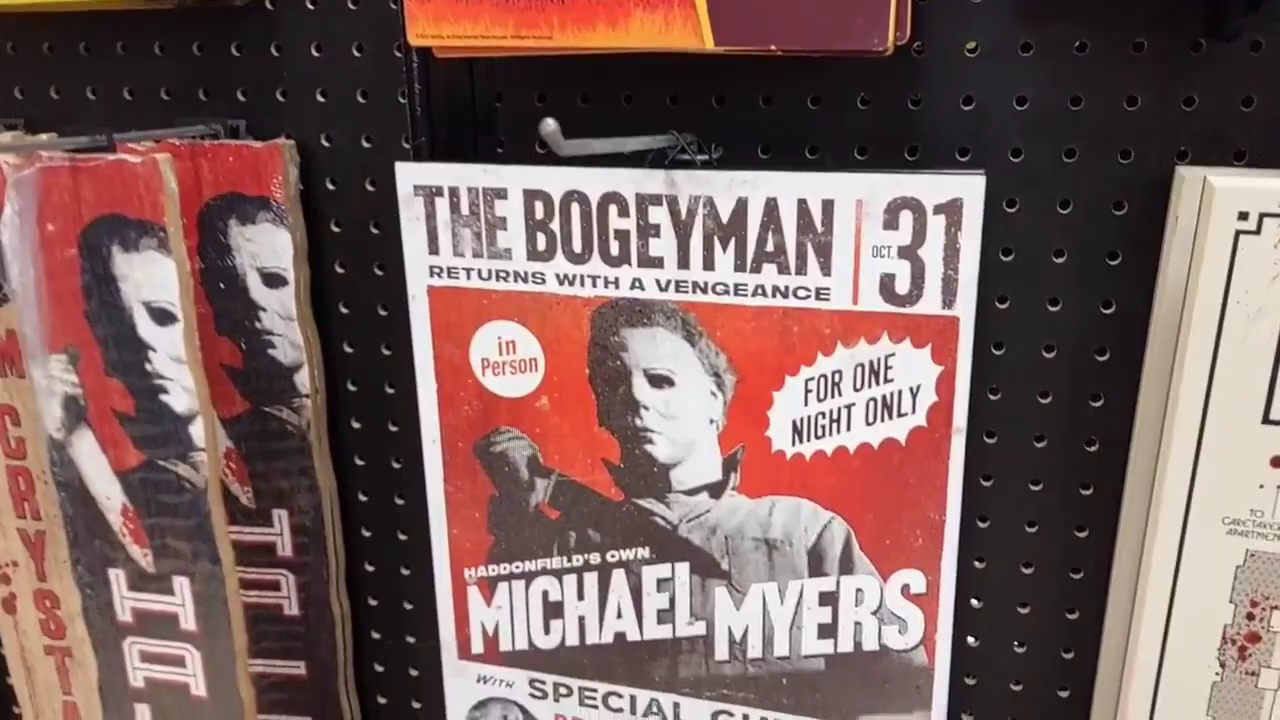 THE BOGEYMAN
RETURNS WITH A VENGEANCE
OCT. 31
in
Person
FOR ONE
NIGHT ONLY
HADDONFIELD'S OWN
MICHAEL MYERS
WITH SPECIAL
M CRYSTA
TO
CARETAKER
APARTMEN